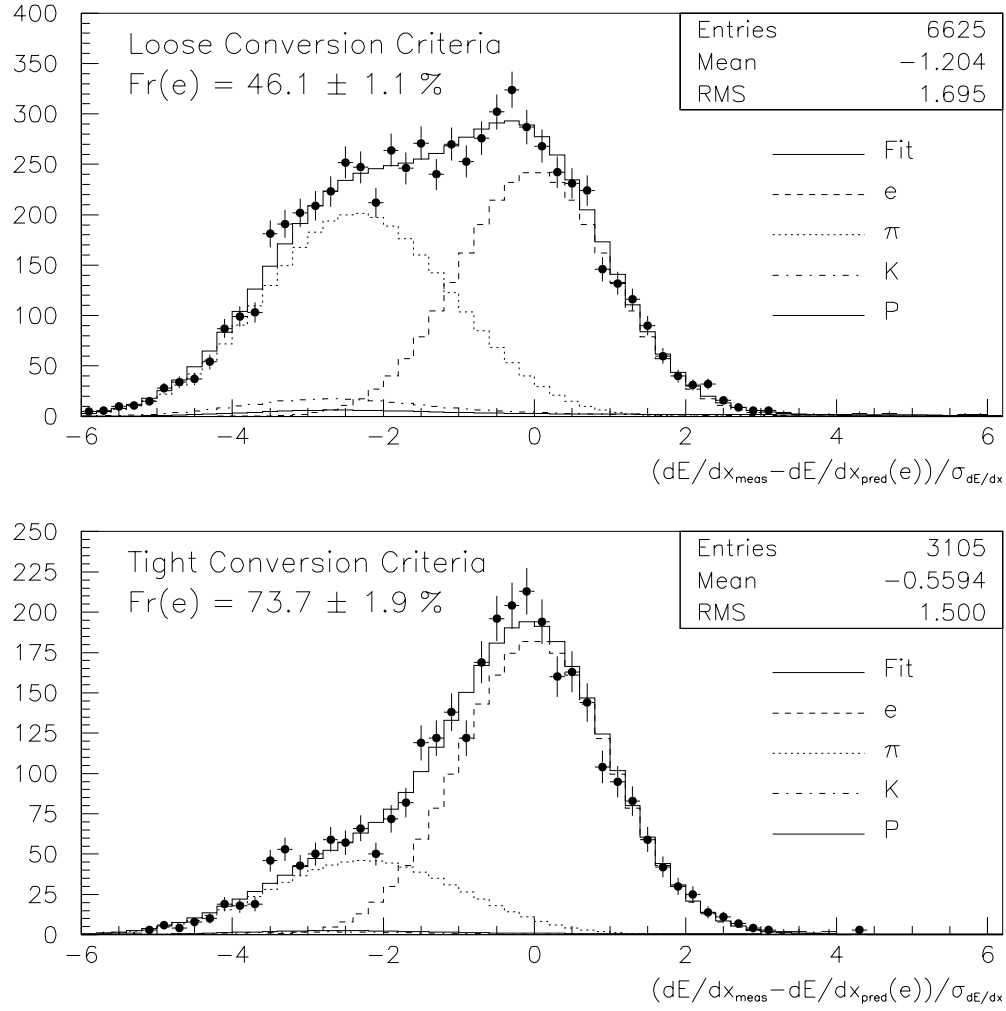 400
350
300
250
200
150
100
50
0
Loose Conversion Criteria
Fr(e) = 46.1 ± 1.1 %
Entries 6625
Mean −1.204
RMS 1.695
Fit
e
π
K
P
−6 −4 −2 0 2 4 6
(dE/dx_meas−dE/dx_pred(e))/σ_dE/dx
250
225
200
175
150
125
100
75
50
25
0
Tight Conversion Criteria
Fr(e) = 73.7 ± 1.9 %
Entries 3105
Mean −0.5594
RMS 1.500
Fit
e
π
K
P
−6 −4 −2 0 2 4 6
(dE/dx_meas−dE/dx_pred(e))/σ_dE/dx